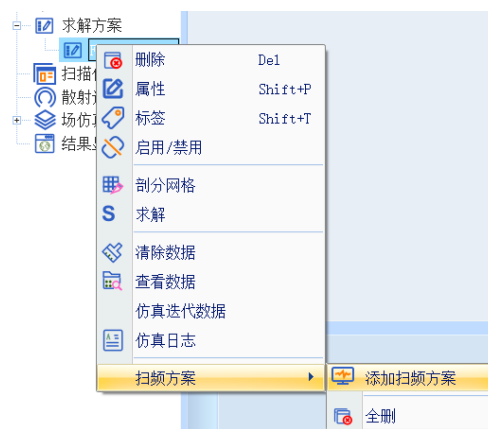 求解方案
扫描
散射
场仿
结果
删除 Del
属性 Shift+P
标签 Shift+T
启用/禁用
剖分网格
S 求解
清除数据
查看数据
仿真迭代数据
仿真日志
扫频方案
添加扫频方案
全删